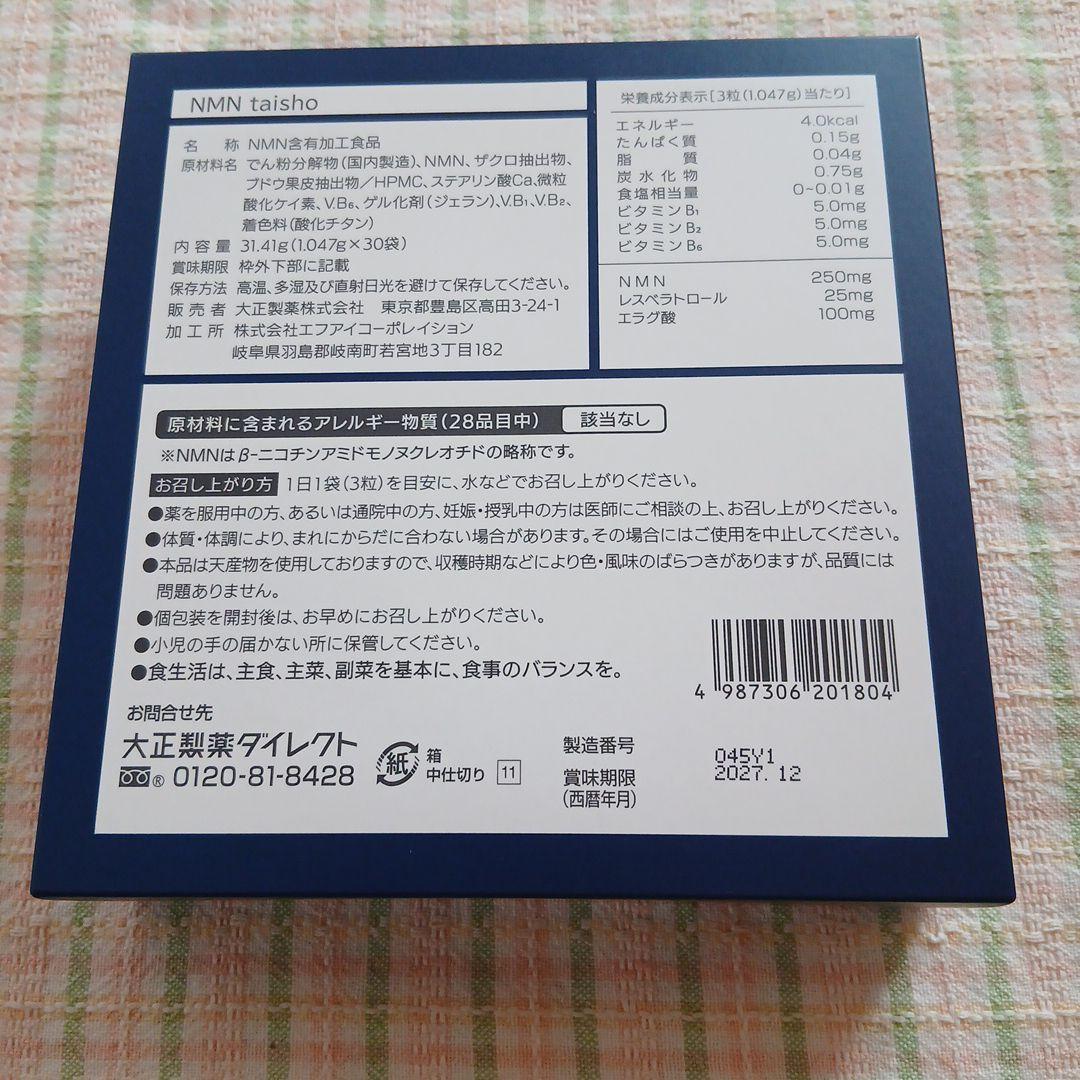 NMN taisho
名称 NMN含有加工食品
原材料名 でん粉分解物(国内製造)、NMN、ザクロ抽出物、
ブドウ果皮抽出物/HPMC、ステアリン酸Ca、微粒
酸化ケイ素、V.B₆、ゲル化剤(ジェラン)、V.B₁、V.B₂、
着色料(酸化チタン)
内容量 31.41g(1.047g×30袋)
賞味期限 枠外下部に記載
保存方法 高温、多湿及び直射日光を避けて保存してください。
販売者 大正製薬株式会社 東京都豊島区高田3-24-1
加工所 株式会社エフアイコーポレイション
岐阜県羽島郡岐南町若宮地3丁目182
栄養成分表示[3粒(1.047g)当たり]
エネルギー 4.0kcal
たんぱく質 0.15g
脂質 0.04g
炭水化物 0.75g
食塩相当量 0~0.01g
ビタミンB₁ 5.0mg
ビタミンB₂ 5.0mg
ビタミンB₆ 5.0mg
NMN 250mg
レスベラトロール 25mg
エラグ酸 100mg
原材料に含まれるアレルギー物質(28品目中) 該当なし
※NMNはβ-ニコチンアミドモノヌクレオチドの略称です。
お召し上がり方 1日1袋(3粒)を目安に、水などでお召し上がりください。
●薬を服用中の方、あるいは通院中の方、妊娠・授乳中の方は医師にご相談の上、お召し上がりください。
●体質・体調により、まれにからだに合わない場合があります。その場合にはご使用を中止してください。
●本品は天産物を使用しておりますので、収穫時期などにより色・風味のばらつきがありますが、品質には
問題ありません。
●個包装を開封後は、お早めにお召し上がりください。
●小児の手の届かない所に保管してください。
●食生活は、主食、主菜、副菜を基本に、食事のバランスを。
4 987306 201804
お問合せ先
大正製薬ダイレクト
® 0120-81-8428
紙 箱
中仕切り 11
製造番号 045Y1
賞味期限 2027.12
(西暦年月)